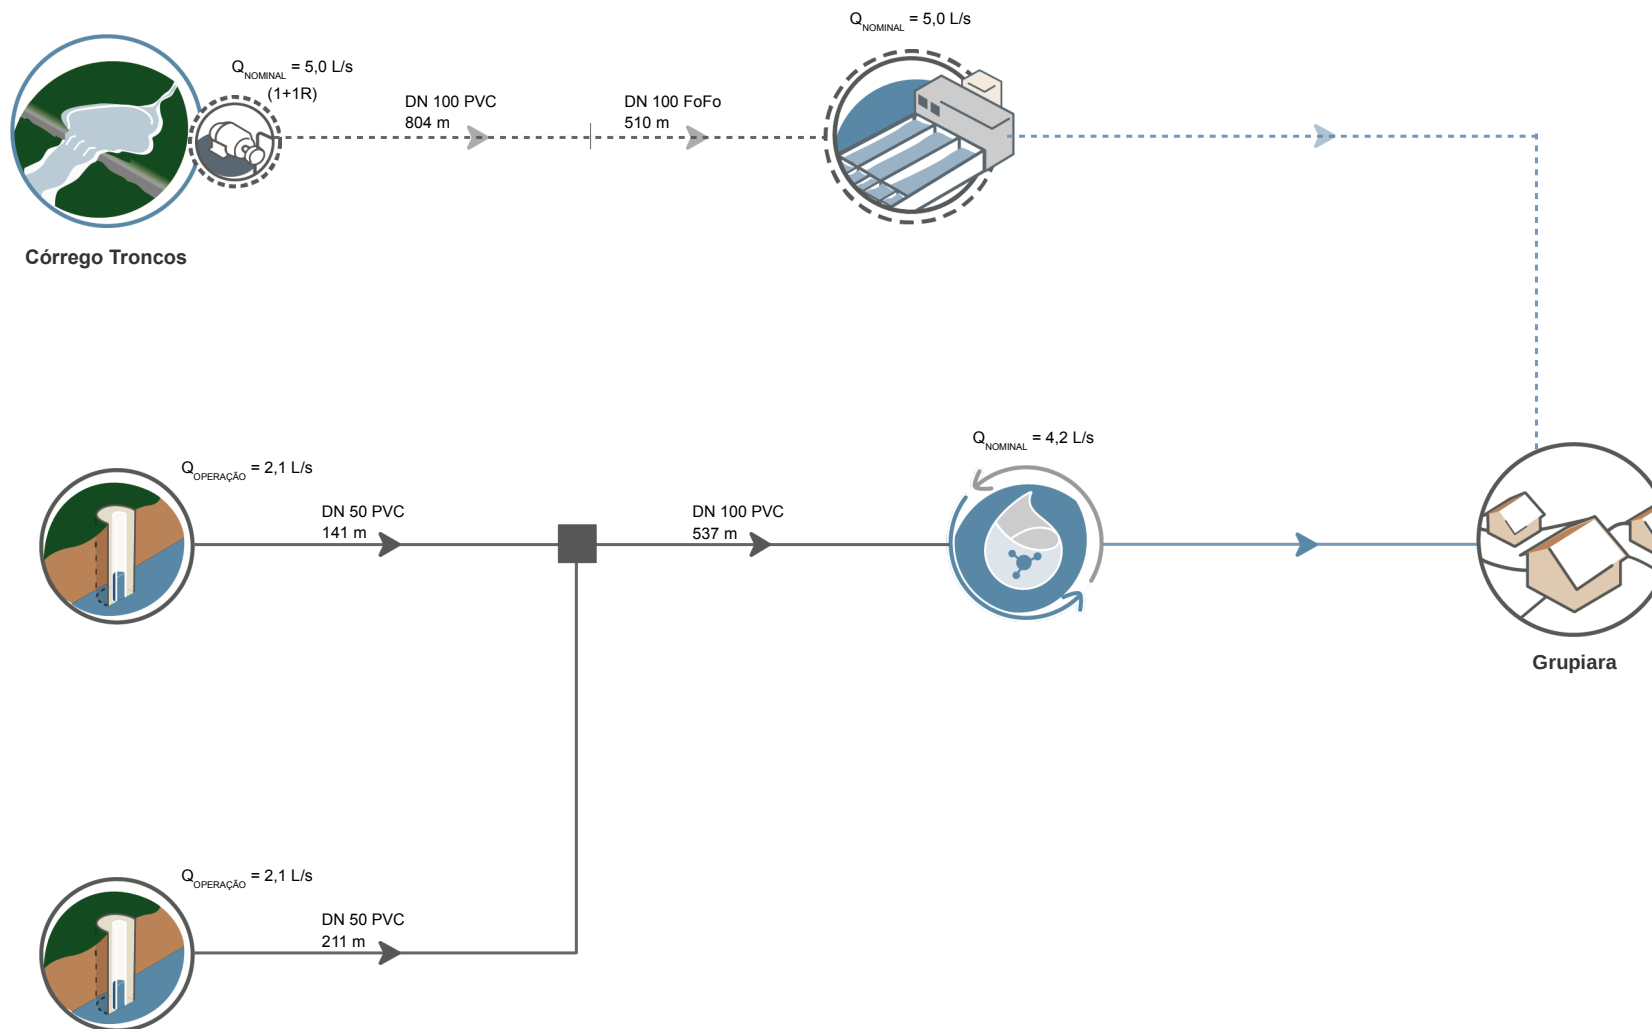 Q NOMINAL = 5,0 L/s
Q NOMINAL = 5,0 L/s
(1+1R)
DN 100 PVC
804 m
DN 100 FoFo
510 m
Córrego Troncos
Q NOMINAL = 4,2 L/s
Q OPERAÇÃO = 2,1 L/s
DN 50 PVC
141 m
DN 100 PVC
537 m
Grupiara
Q OPERAÇÃO = 2,1 L/s
DN 50 PVC
211 m